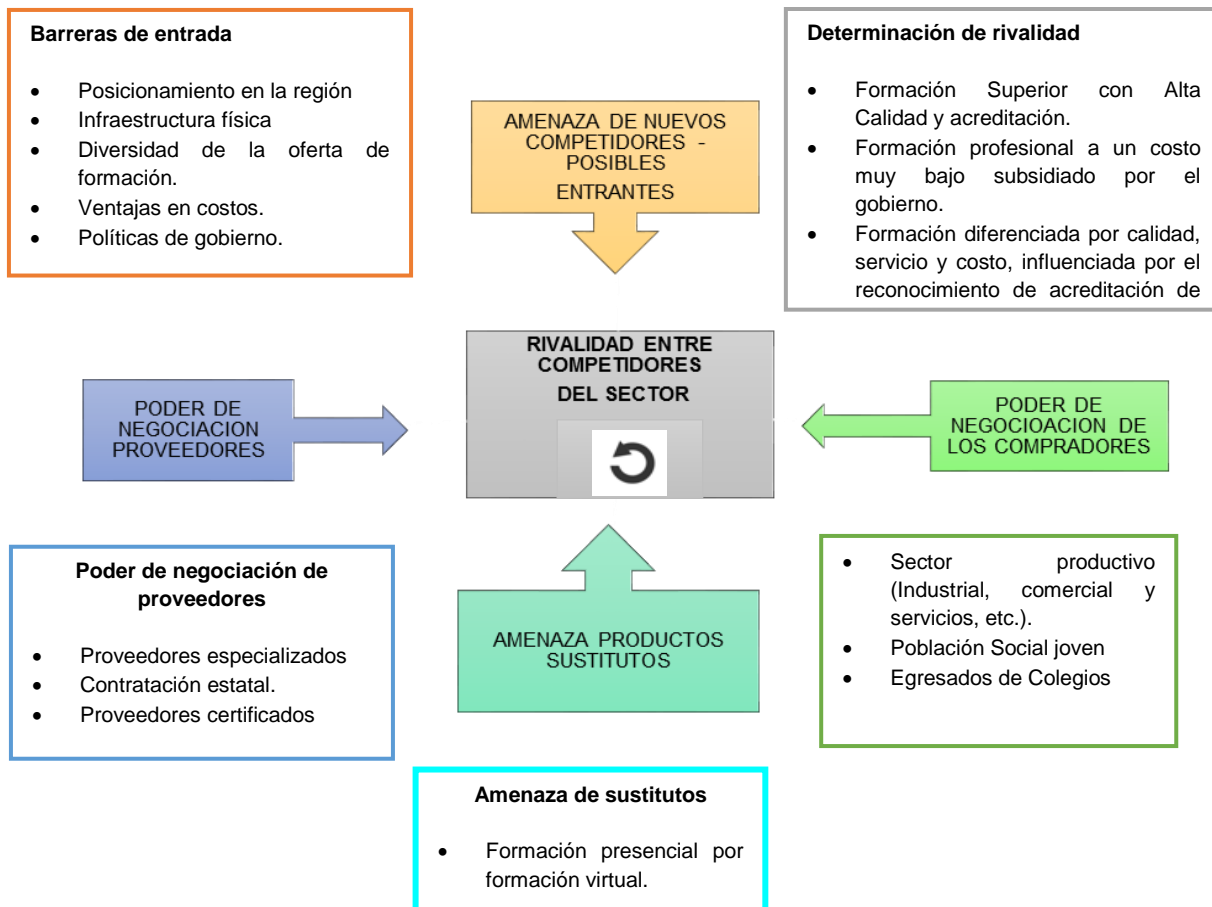 Barreras de entrada
• Posicionamiento en la región
• Infraestructura física
• Diversidad de la oferta de
formación.
• Ventajas en costos.
• Políticas de gobierno.
AMENAZA DE NUEVOS
COMPETIDORES -
POSIBLES
ENTRANTES
Determinación de rivalidad
• Formación Superior con Alta
Calidad y acreditación.
• Formación profesional a un costo
muy bajo subsidiado por el
gobierno.
• Formación diferenciada por calidad,
servicio y costo, influenciada por el
reconocimiento de acreditación de
PODER DE
NEGOCIACION
PROVEEDORES
RIVALIDAD ENTRE
COMPETIDORES
DEL SECTOR
PODER DE
NEGOCIOACION DE
LOS COMPRADORES
Poder de negociación de
proveedores
• Proveedores especializados
• Contratación estatal.
• Proveedores certificados
AMENAZA PRODUCTOS
SUSTITUTOS
• Sector productivo
(Industrial, comercial y
servicios, etc.).
• Población Social joven
• Egresados de Colegios
Amenaza de sustitutos
• Formación presencial por
formación virtual.